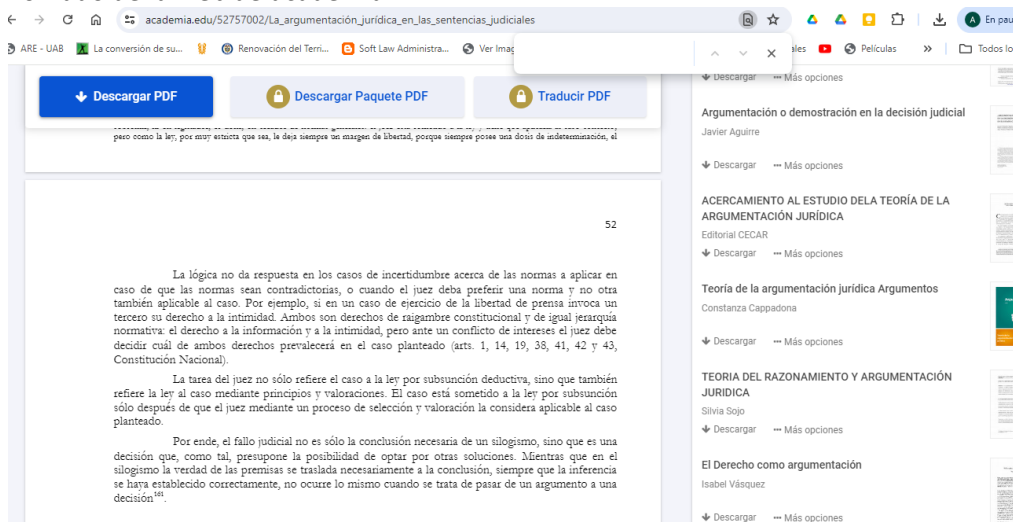 academia.edu/52757002/La_argumentación_jurídica_en_las_sentencias_judiciales
En pau
ARE - UAB
La conversión de su...
Renovación del Terri...
Soft Law Administra...
Ver Imag
ales
Películas
»
Todos lo
Descargar PDF
Descargar Paquete PDF
Traducir PDF
pero como la ley, por muy estricta que sea, le deja siempre un margen de libertad, porque siempre posee una dosis de indeterminación, el
52
La lógica no da respuesta en los casos de incertidumbre acerca de las normas a aplicar en
caso de que las normas sean contradictorias, o cuando el juez deba preferir una norma y no otra
también aplicable al caso. Por ejemplo, si en un caso de ejercicio de la libertad de prensa invoca un
tercero su derecho a la intimidad. Ambos son derechos de raigambre constitucional y de igual jerarquía
normativa: el derecho a la información y a la intimidad, pero ante un conflicto de intereses el juez debe
decidir cuál de ambos derechos prevalecerá en el caso planteado (arts. 1, 14, 19, 38, 41, 42 y 43,
Constitución Nacional).
La tarea del juez no sólo refiere el caso a la ley por subsunción deductiva, sino que también
refiere la ley al caso mediante principios y valoraciones. El caso está sometido a la ley por subsunción
sólo después de que el juez mediante un proceso de selección y valoración la considera aplicable al caso
planteado.
Por ende, el fallo judicial no es sólo la conclusión necesaria de un silogismo, sino que es una
decisión que, como tal, presupone la posibilidad de optar por otras soluciones. Mientras que en el
silogismo la verdad de las premisas se traslada necesariamente a la conclusión, siempre que la inferencia
se haya establecido correctamente, no ocurre lo mismo cuando se trata de pasar de un argumento a una
decisión161.
Descargar ••• Más opciones
Argumentación o demostración en la decisión judicial
Javier Aguirre
Descargar ••• Más opciones
ACERCAMIENTO AL ESTUDIO DELA TEORÍA DE LA
ARGUMENTACIÓN JURÍDICA
Editorial CECAR
Descargar ••• Más opciones
Teoría de la argumentación jurídica Argumentos
Constanza Cappadona
Descargar ••• Más opciones
TEORIA DEL RAZONAMIENTO Y ARGUMENTACIÓN
JURIDICA
Silvia Sojo
Descargar ••• Más opciones
El Derecho como argumentación
Isabel Vásquez
Descargar ••• Más opciones